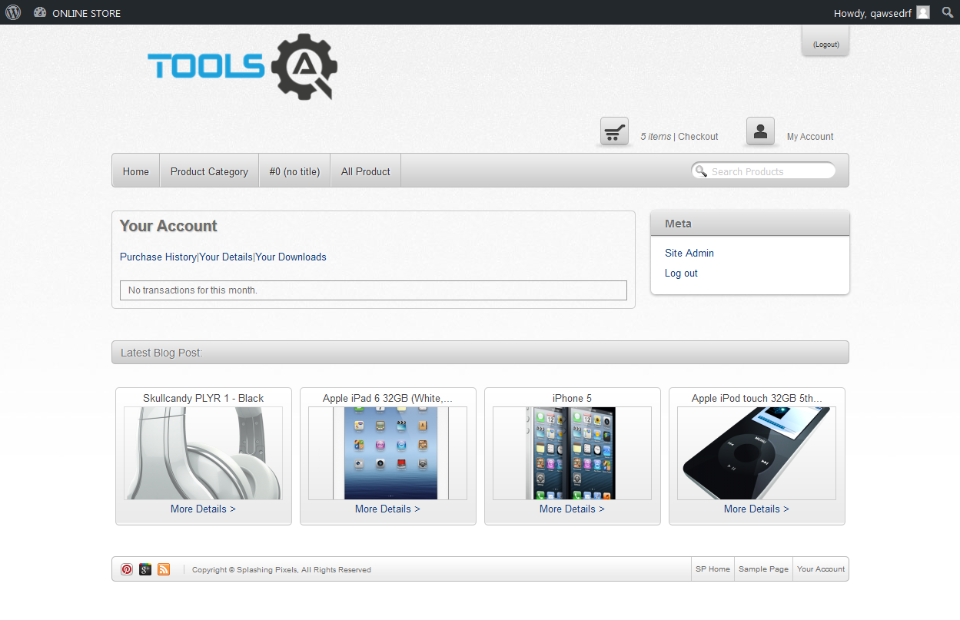 ONLINE STORE
Howdy, qawsedrf
(Logout)
TOOLS QA
5 items | Checkout
My Account
Home
Product Category
#0 (no title)
All Product
Search Products
Your Account
Purchase History|Your Details|Your Downloads
No transactions for this month.
Meta
Site Admin
Log out
Latest Blog Post
Skullcandy PLYR 1 - Black
Apple iPad 6 32GB (White,...
iPhone 5
Apple iPod touch 32GB 5th...
MENU
More Details >
More Details >
More Details >
More Details >
Copyright © Splashing Pixels, All Rights Reserved
SP Home
Sample Page
Your Account